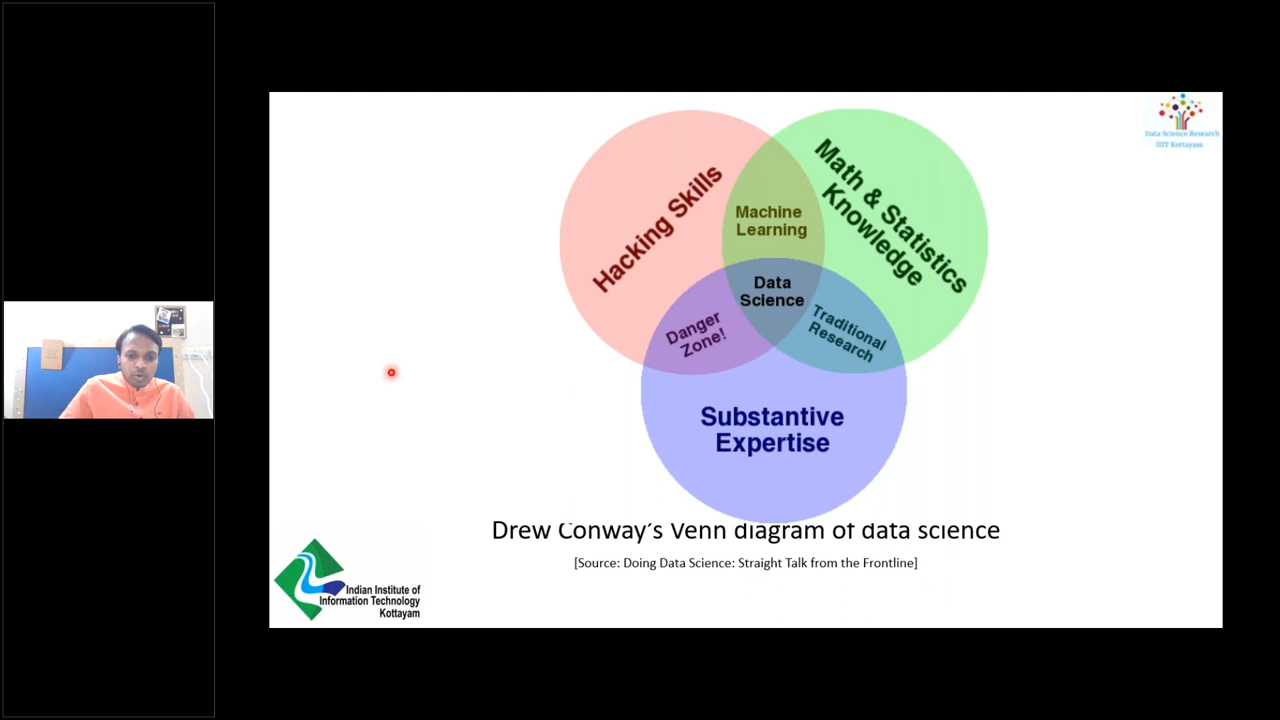 Data Science Research
IIIT Kottayam
Hacking Skills
Math & Statistics
Knowledge
Machine
Learning
Data
Science
Danger
Zone!
Traditional
Research
Substantive
Expertise
Drew Conway's Venn diagram of data science
[Source: Doing Data Science: Straight Talk from the Frontline]
Indian Institute of
Information Technology
Kottayam